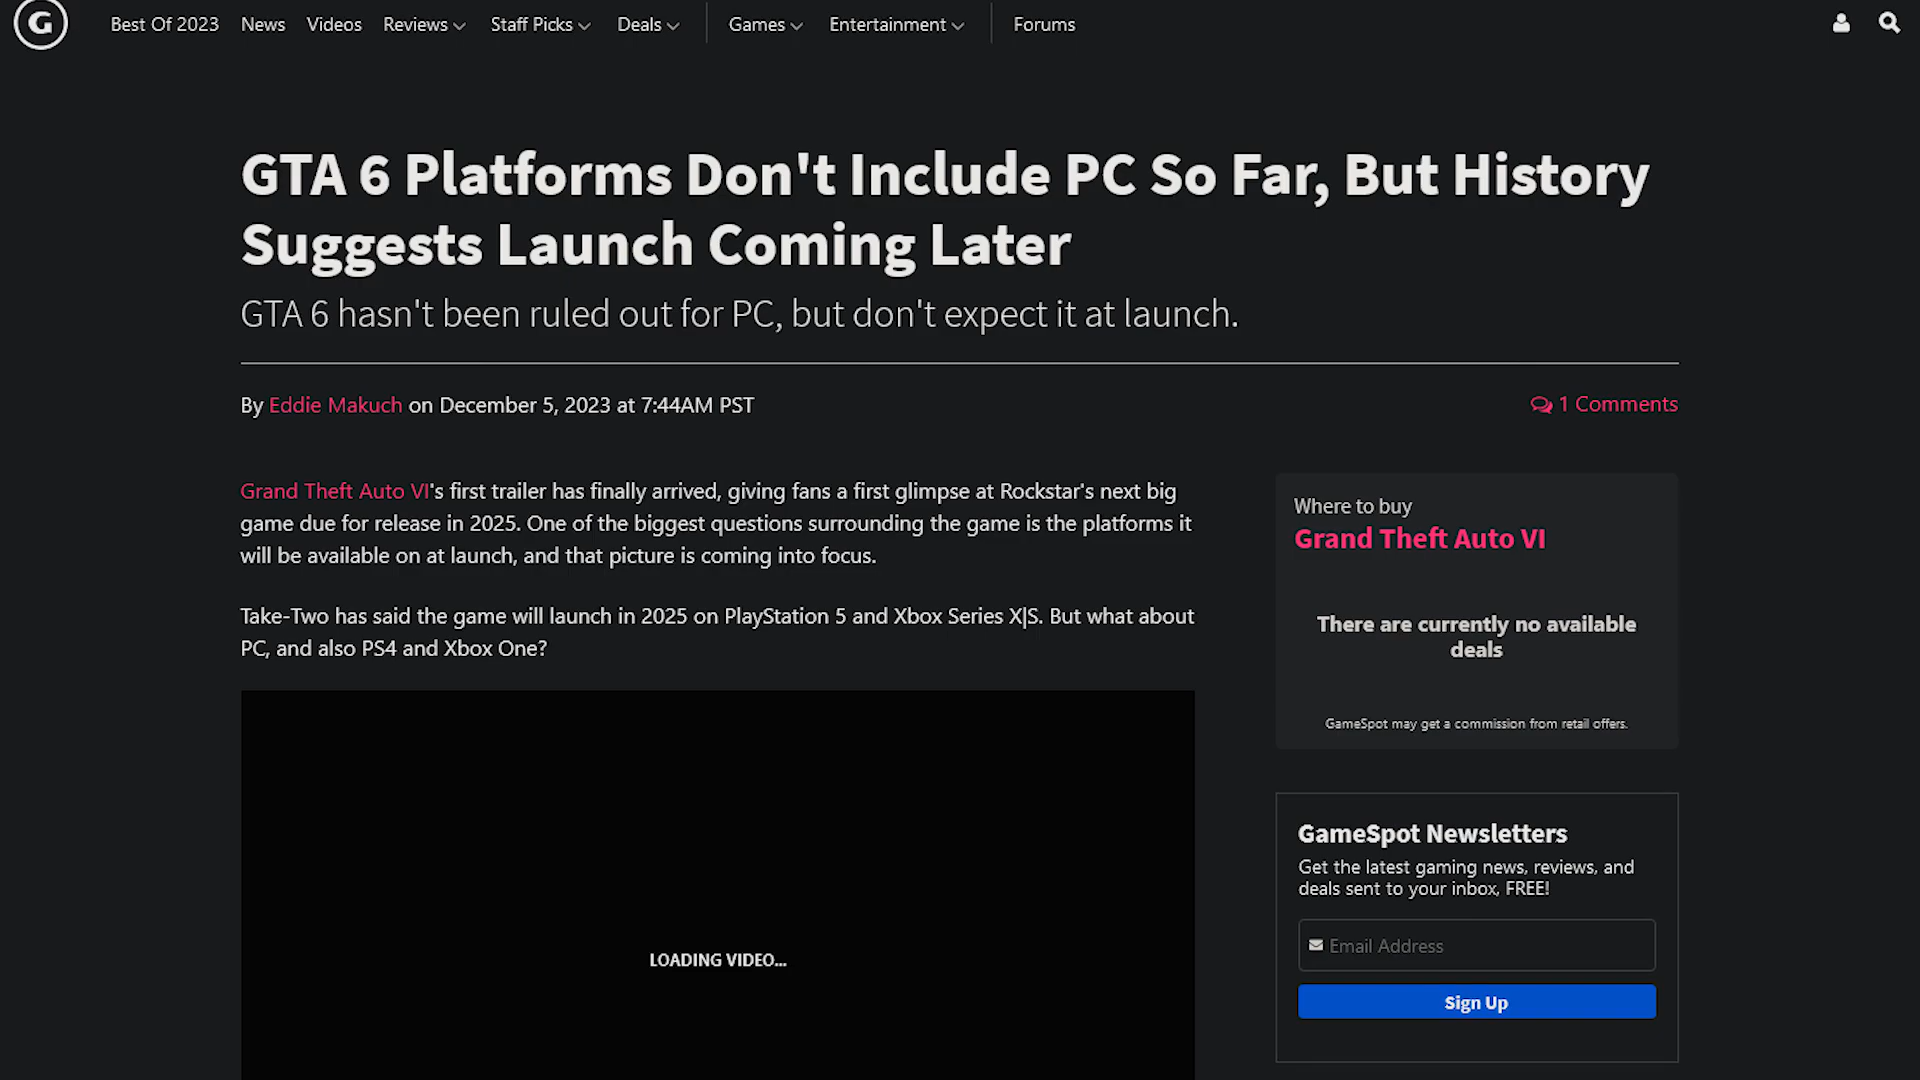 G
Best Of 2023 News Videos Reviews Staff Picks Deals Games Entertainment Forums
GTA 6 Platforms Don't Include PC So Far, But History
Suggests Launch Coming Later
GTA 6 hasn't been ruled out for PC, but don't expect it at launch.
By Eddie Makuch on December 5, 2023 at 7:44AM PST
1 Comments
Grand Theft Auto VI's first trailer has finally arrived, giving fans a first glimpse at Rockstar's next big
game due for release in 2025. One of the biggest questions surrounding the game is the platforms it
will be available on at launch, and that picture is coming into focus.
Take-Two has said the game will launch in 2025 on PlayStation 5 and Xbox Series X|S. But what about
PC, and also PS4 and Xbox One?
LOADING VIDEO...
Where to buy
Grand Theft Auto VI
There are currently no available
deals
GameSpot may get a commission from retail offers.
GameSpot Newsletters
Get the latest gaming news, reviews, and
deals sent to your inbox, FREE!
Email Address
Sign Up